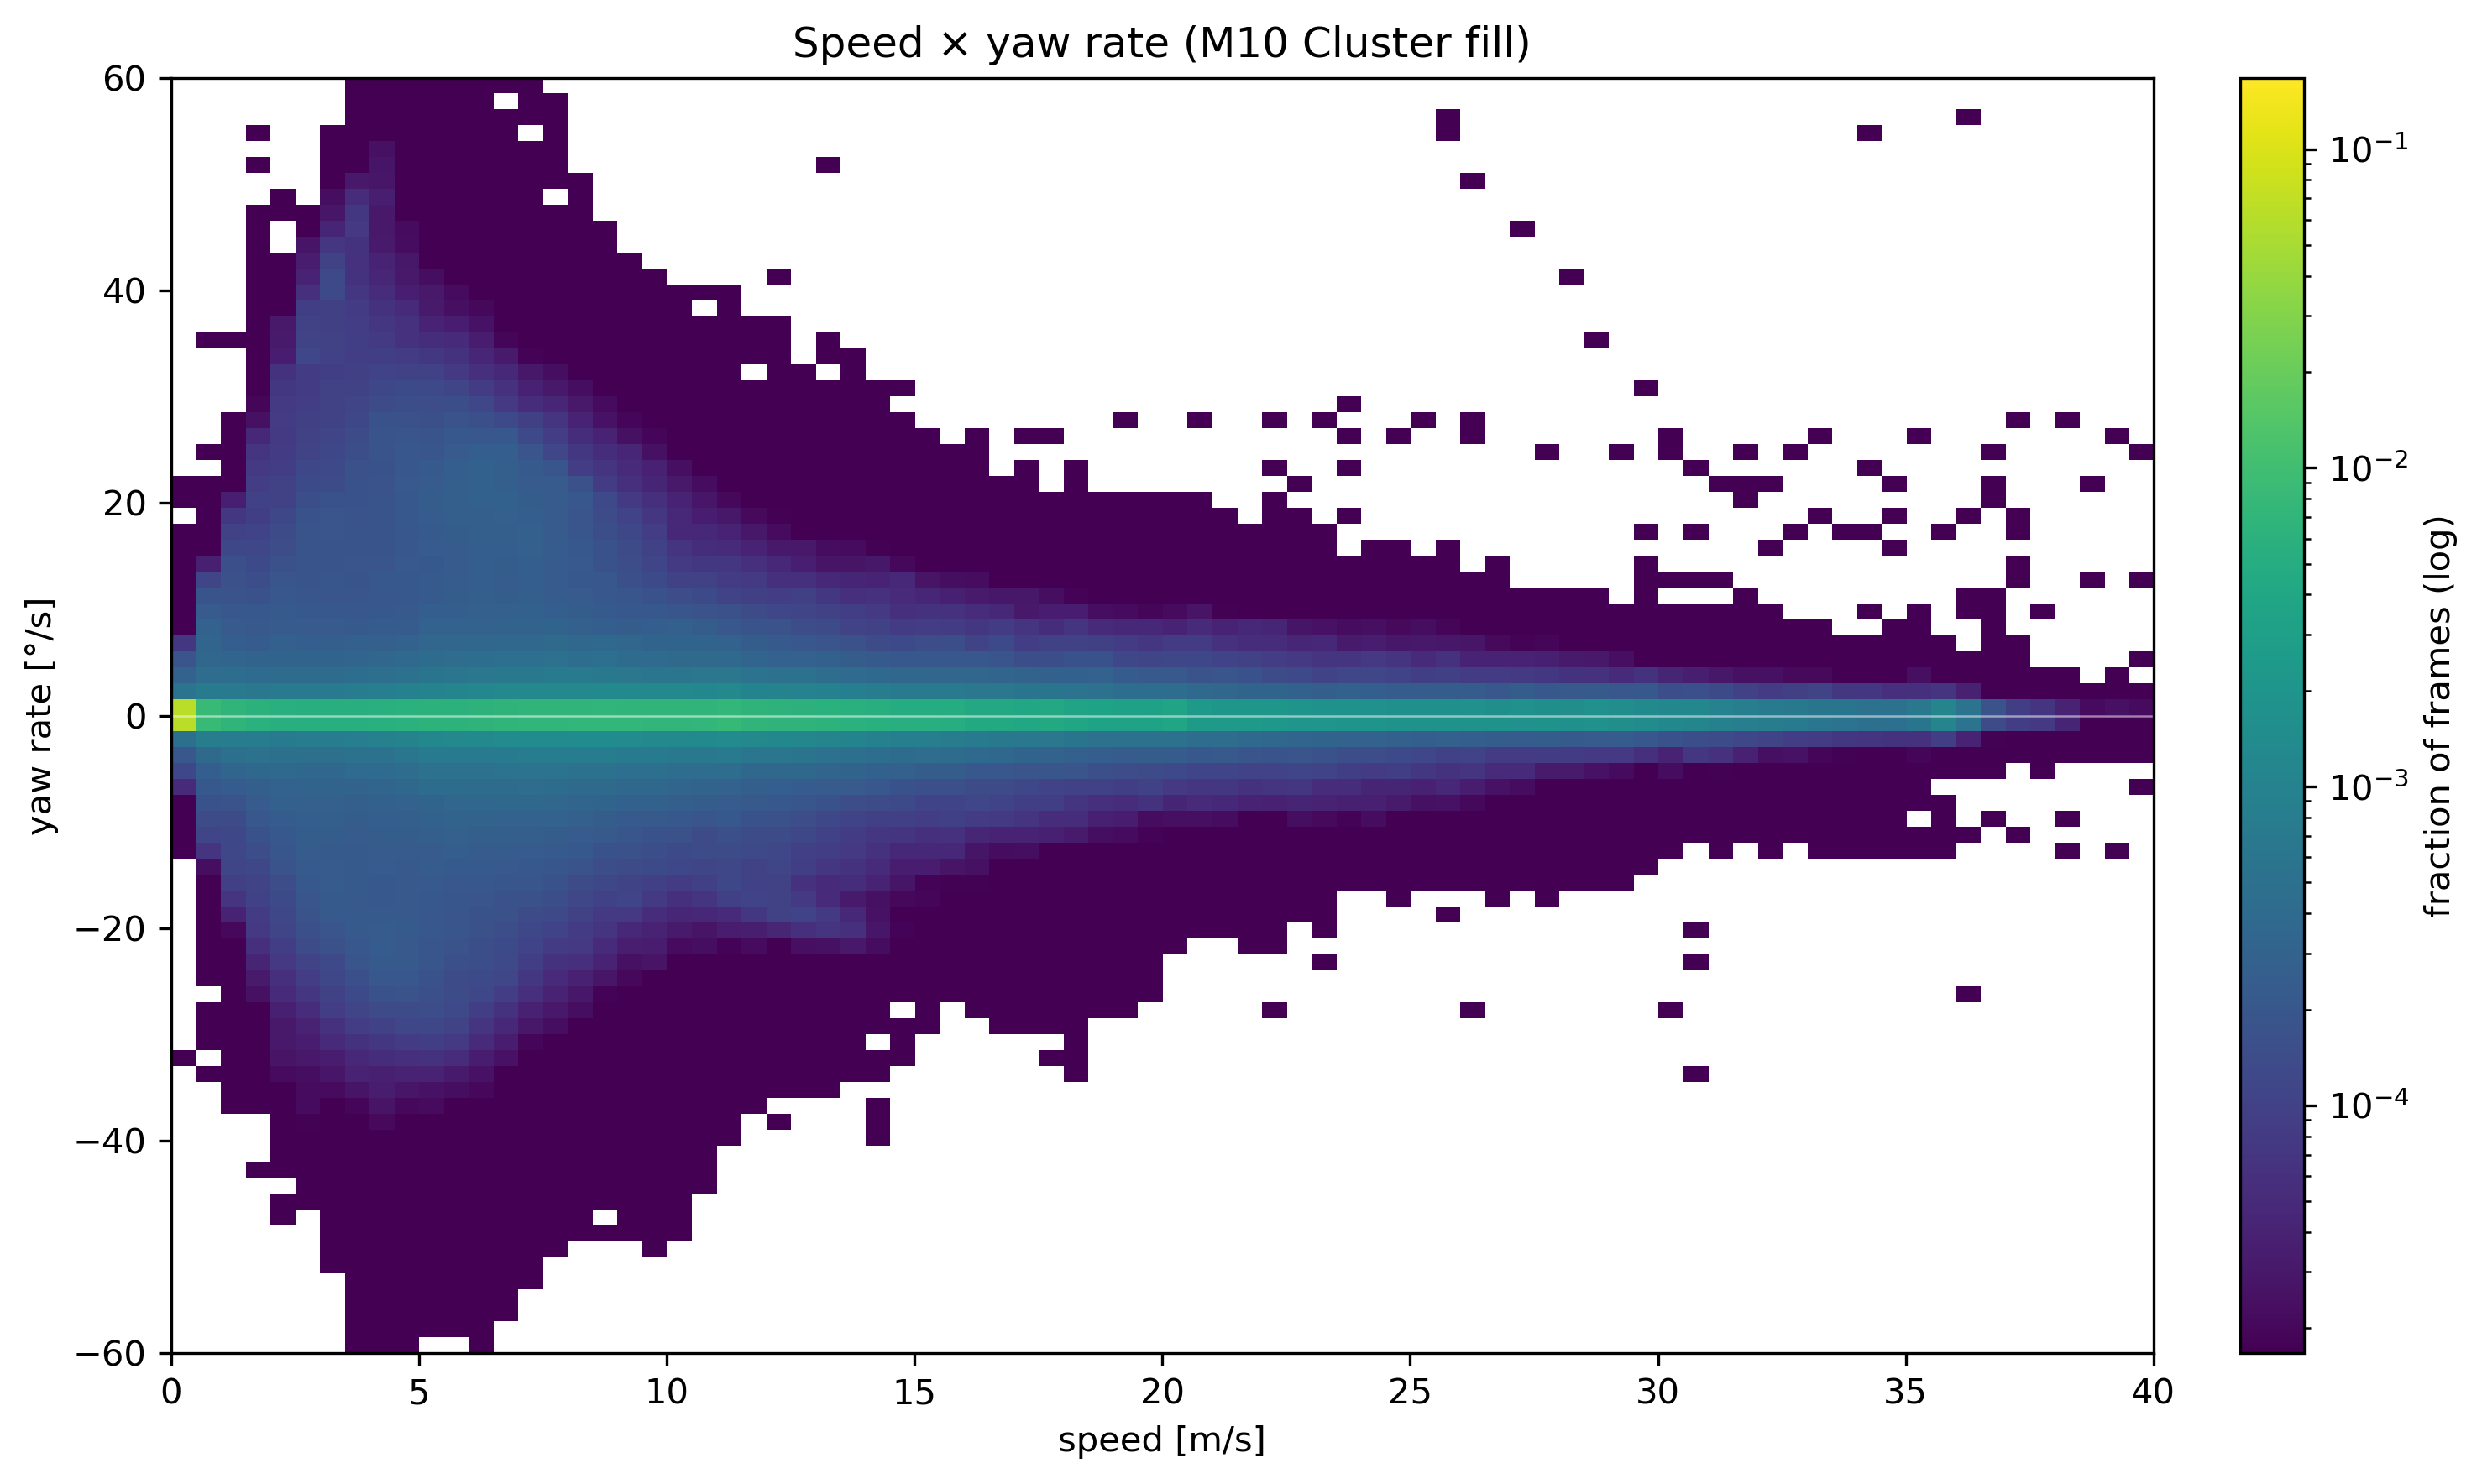 Speed × yaw rate (M10 Cluster fill)
60
40
20
0
−20
−40
−60
yaw rate [°/s]
0 5 10 15 20 25 30 35 40
speed [m/s]
10⁻¹
10⁻²
10⁻³
10⁻⁴
fraction of frames (log)